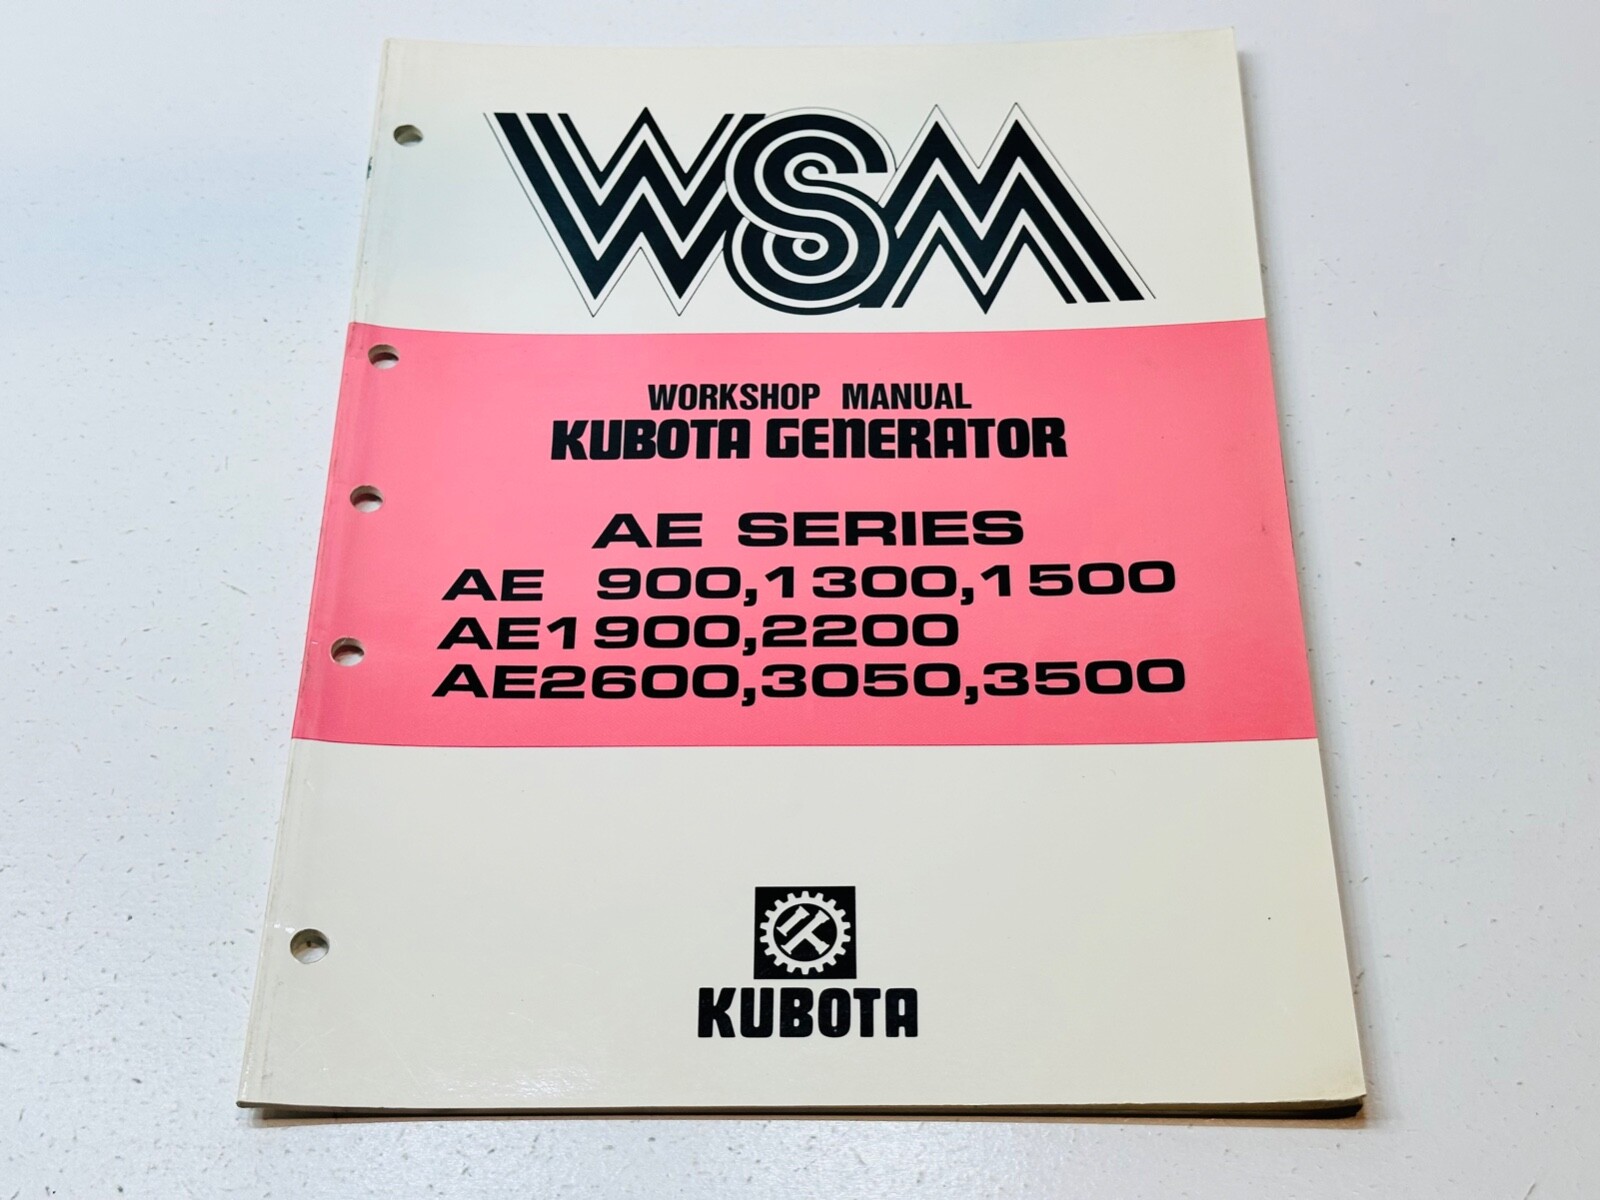 WSM
WORKSHOP MANUAL
KUBOTA GENERATOR
AE SERIES
AE 900,1300,1500
AE1900,2200
AE2600,3050,3500
KUBOTA